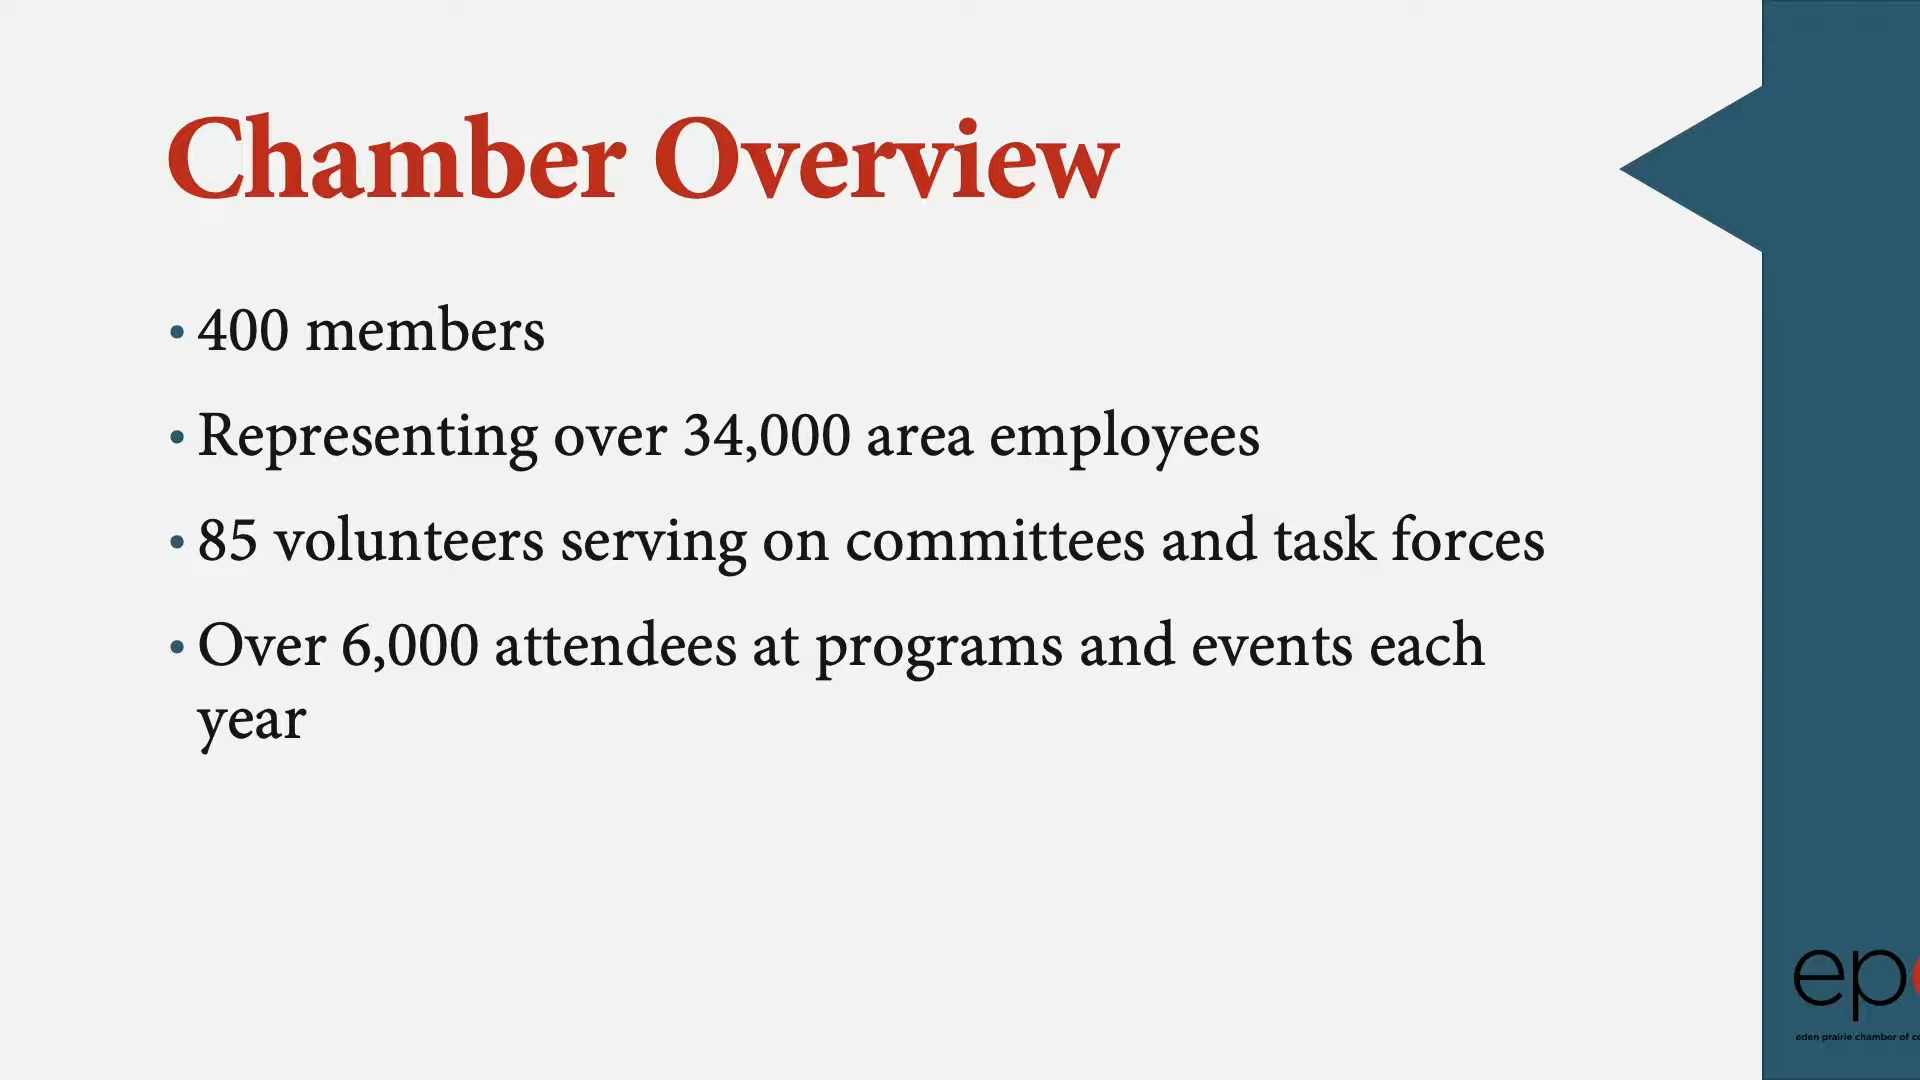 Chamber Overview
• 400 members
• Representing over 34,000 area employees
• 85 volunteers serving on committees and task forces
• Over 6,000 attendees at programs and events each
year
ep
eden prairie chamber of